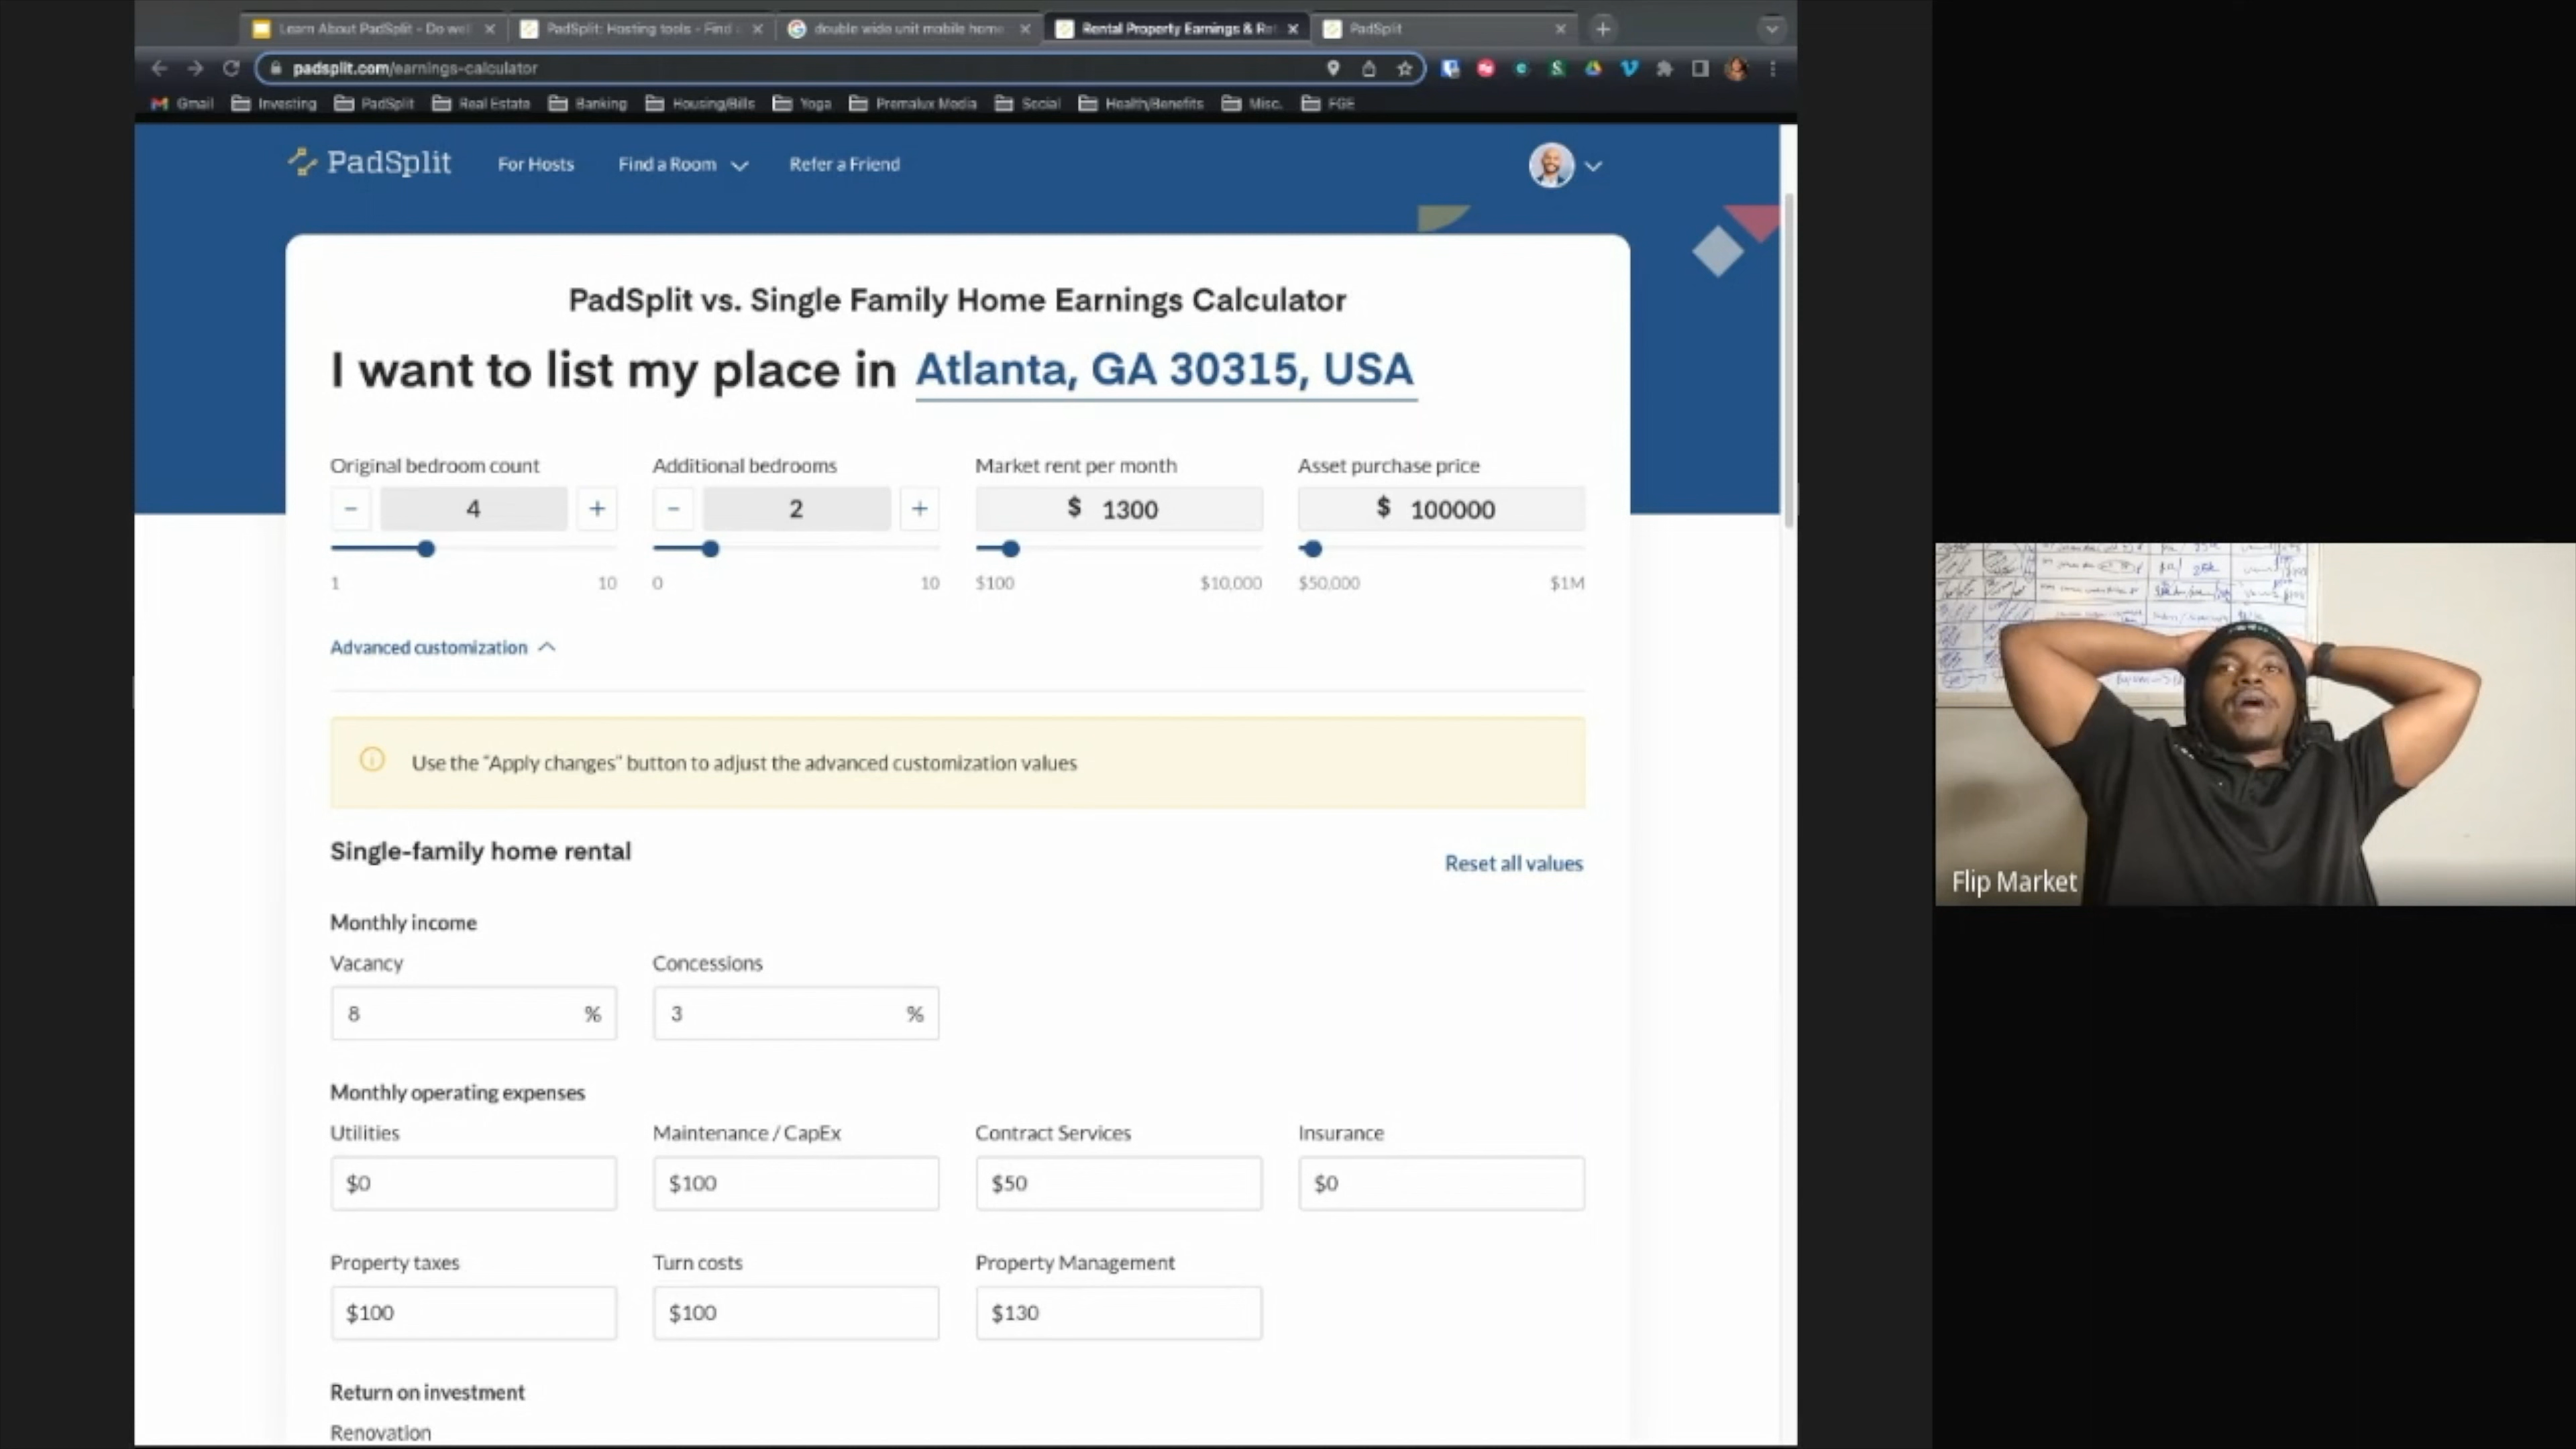 Learn About PadSplit - Do wel
PadSplit: Hosting tools - Find
double wide unit mobile home
Rental Property Earnings & Re
PadSplit
padsplit.com/earnings-calculator
Gmail Investing PadSplit Real Estate Banking Housing/Bills Yoga Premalux Media Social Health/Benefits Misc. FGE
PadSplit For Hosts Find a Room Refer a Friend
PadSplit vs. Single Family Home Earnings Calculator
I want to list my place in Atlanta, GA 30315, USA
Original bedroom count Additional bedrooms Market rent per month Asset purchase price
- 4 + - 2 + $ 1300 $ 100000
1 10 0 10 $100 $10,000 $50,000 $1M
Advanced customization
Use the "Apply changes" button to adjust the advanced customization values
Single-family home rental
Reset all values
Monthly income
Vacancy Concessions
8 % 3 %
Monthly operating expenses
Utilities Maintenance / CapEx Contract Services Insurance
$0 $100 $50 $0
Property taxes Turn costs Property Management
$100 $100 $130
Return on investment
Renovation
Flip Market